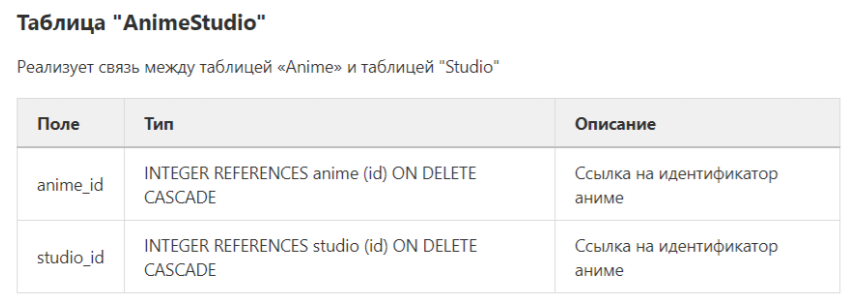 Таблица "AnimeStudio"
Реализует связь между таблицей «Anime» и таблицей "Studio"
Поле Тип Описание
anime_id INTEGER REFERENCES anime (id) ON DELETE CASCADE Ссылка на идентификатор аниме
studio_id INTEGER REFERENCES studio (id) ON DELETE CASCADE Ссылка на идентификатор аниме